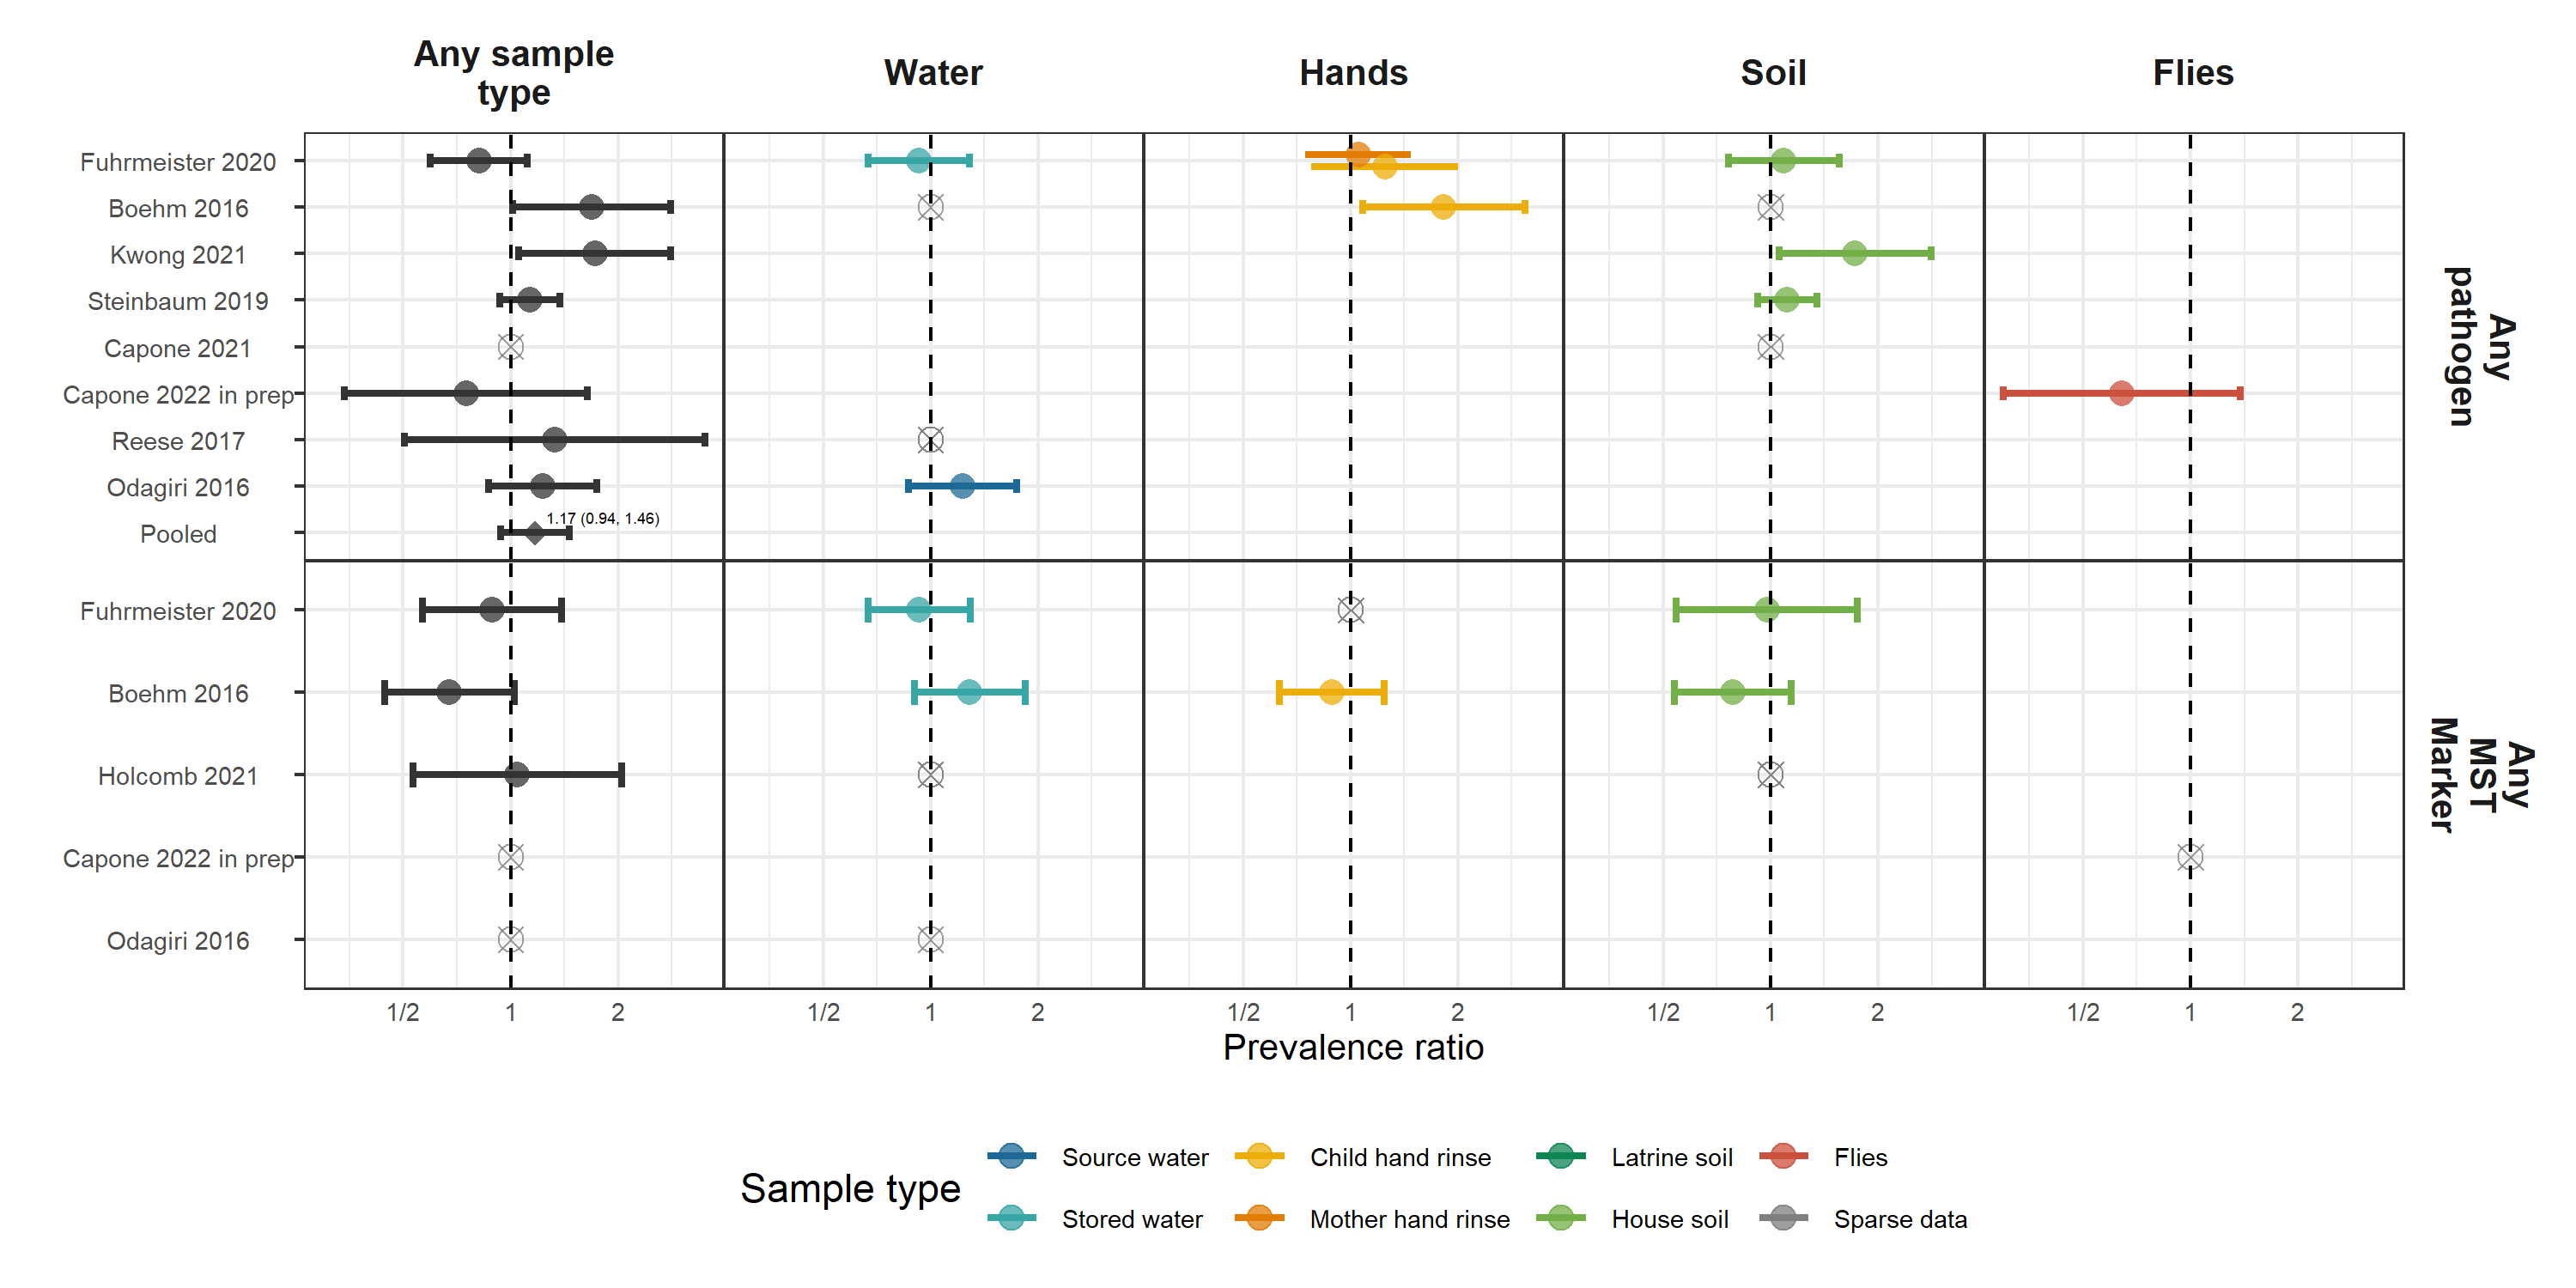 Any sample
type
Water
Hands
Soil
Flies
Fuhrmeister 2020
Boehm 2016
Kwong 2021
Steinbaum 2019
Capone 2021
Capone 2022 in prep
Reese 2017
Odagiri 2016
Pooled
1.17 (0.94, 1.46)
Any
pathogen
Fuhrmeister 2020
Boehm 2016
Holcomb 2021
Capone 2022 in prep
Odagiri 2016
Any
MST
Marker
1/2 1 2
1/2 1 2
1/2 1 2
1/2 1 2
1/2 1 2
Prevalence ratio
Sample type
Source water
Child hand rinse
Latrine soil
Flies
Stored water
Mother hand rinse
House soil
Sparse data